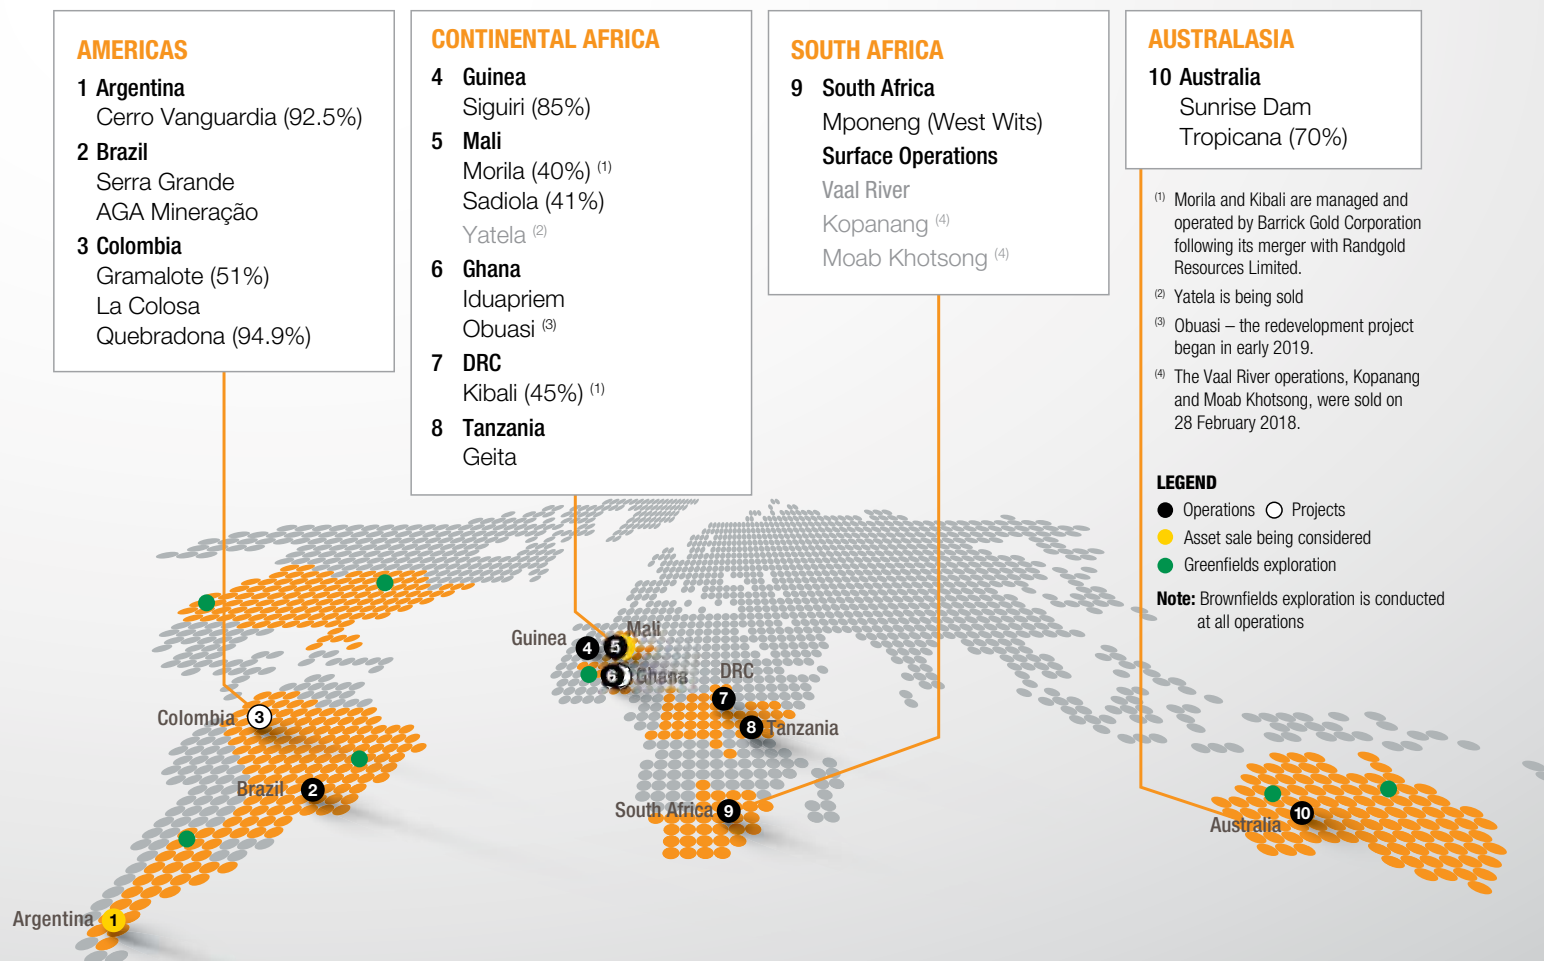 AMERICAS
1 Argentina
Cerro Vanguardia (92.5%)
2 Brazil
Serra Grande
AGA Mineração
3 Colombia
Gramalote (51%)
La Colosa
Quebradona (94.9%)
CONTINENTAL AFRICA
4 Guinea
Siguiri (85%)
5 Mali
Morila (40%) (1)
Sadiola (41%)
Yatela (2)
6 Ghana
Iduapriem
Obuasi (3)
7 DRC
Kibali (45%) (1)
8 Tanzania
Geita
SOUTH AFRICA
9 South Africa
Mponeng (West Wits)
Surface Operations
Vaal River
Kopanang (4)
Moab Khotsong (4)
AUSTRALASIA
10 Australia
Sunrise Dam
Tropicana (70%)
(1) Morila and Kibali are managed and
operated by Barrick Gold Corporation
following its merger with Randgold
Resources Limited.
(2) Yatela is being sold
(3) Obuasi – the redevelopment project
began in early 2019.
(4) The Vaal River operations, Kopanang
and Moab Khotsong, were sold on
28 February 2018.
LEGEND
Operations Projects
Asset sale being considered
Greenfields exploration
Note: Brownfields exploration is conducted
at all operations
Guinea 4
5 Mali
6 Ghana
DRC
7
8 Tanzania
Colombia 3
Brazil 2
South Africa 9
10
Australia
Argentina 1